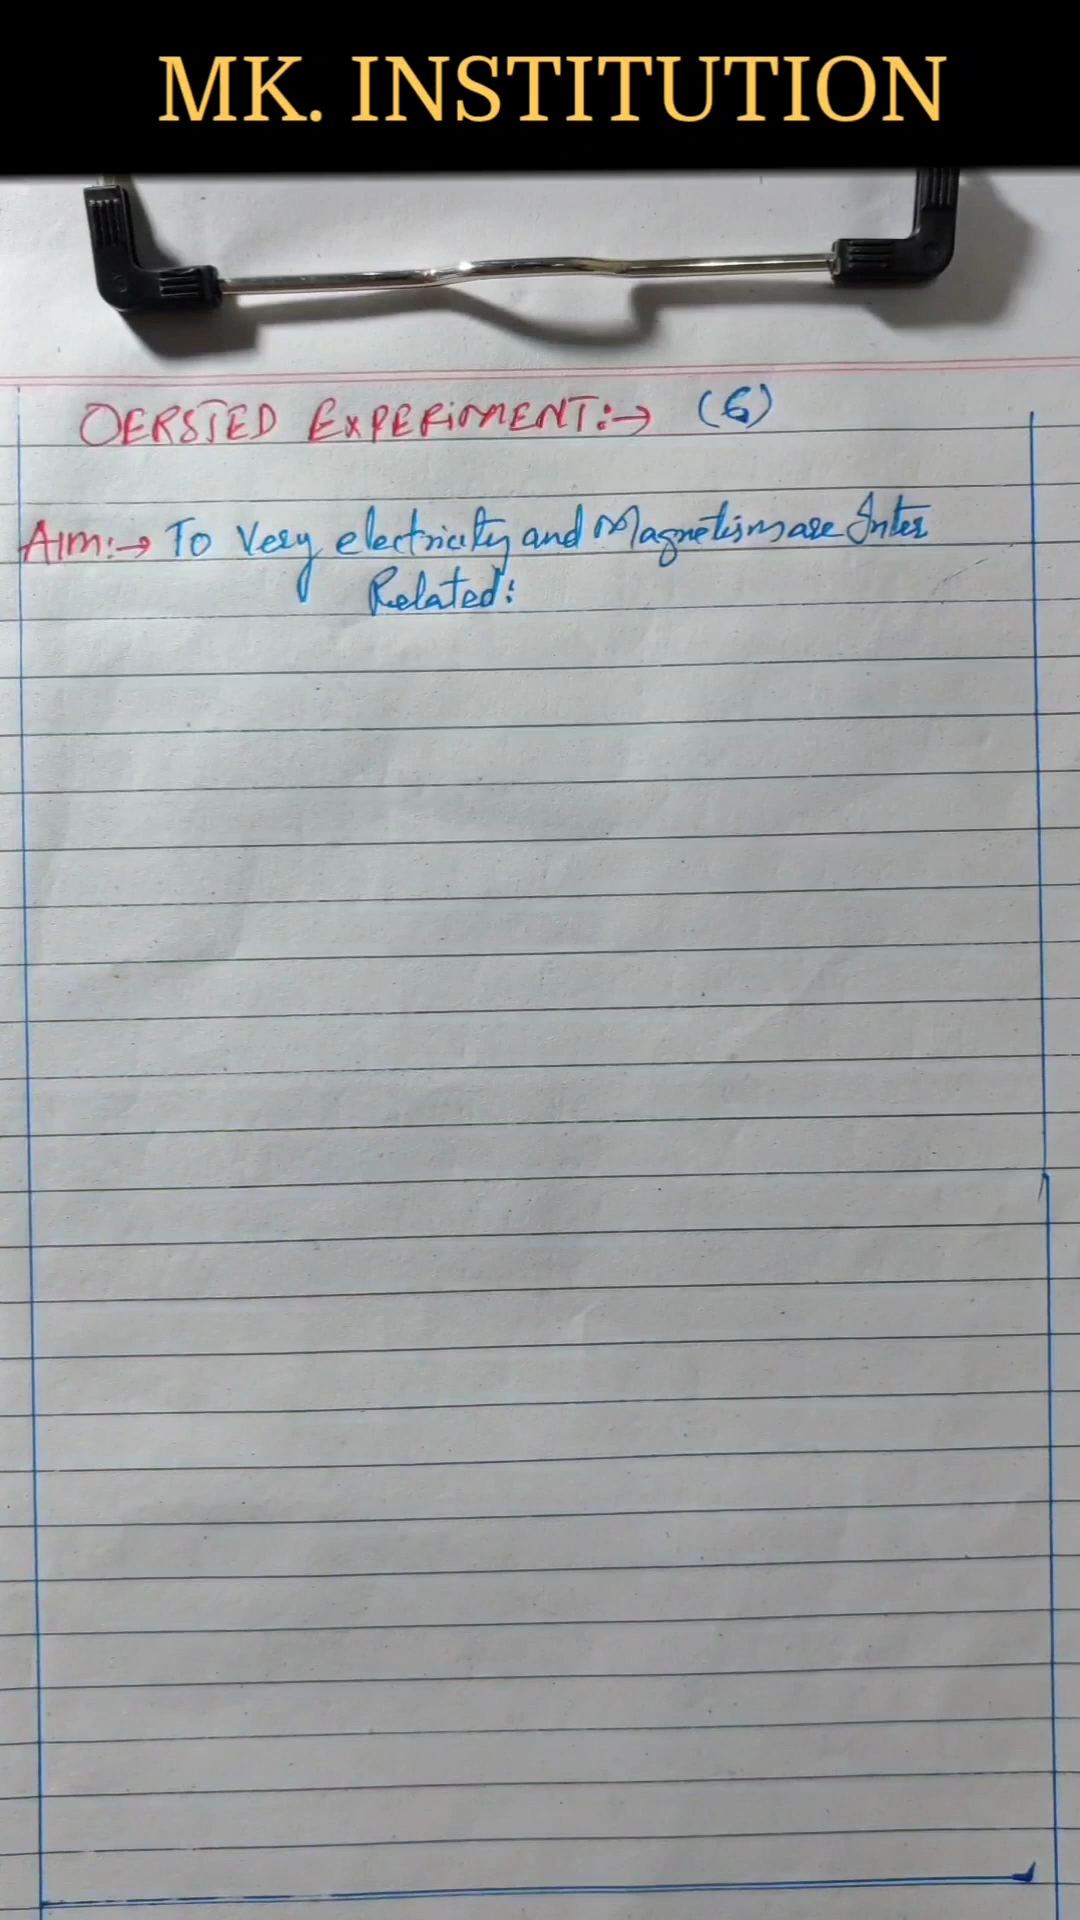 MK. INSTITUTION
OERSTED EXPERIMENT:→ (6)
AIM:→ To Very electricity and Magnetism are Inter
Related: